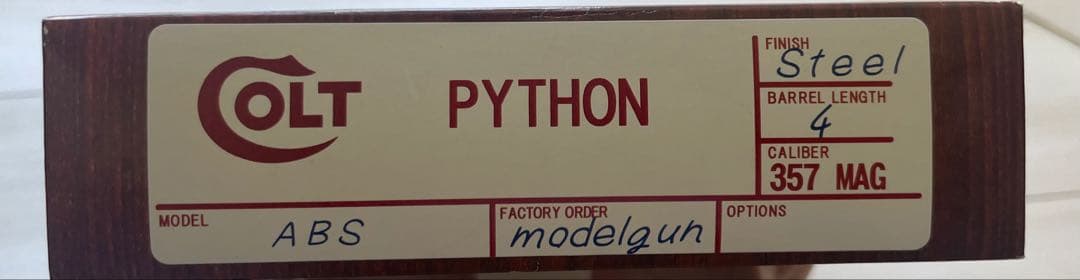 COLT PYTHON
FINISH
Steel
BARREL LENGTH
4
CALIBER
357 MAG
MODEL
ABS
FACTORY ORDER
modelgun
OPTIONS